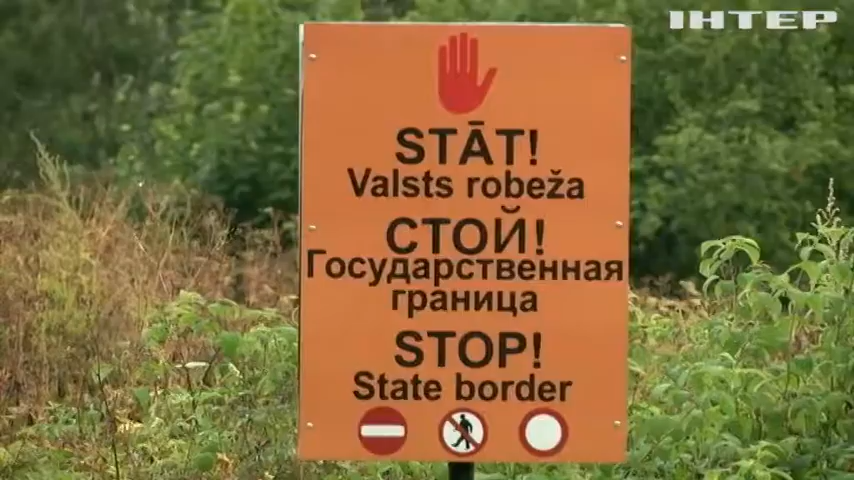 ІНТЕР
STĀT!
Valsts robeža
СТОЙ!
Государственная
граница
STOP!
State border